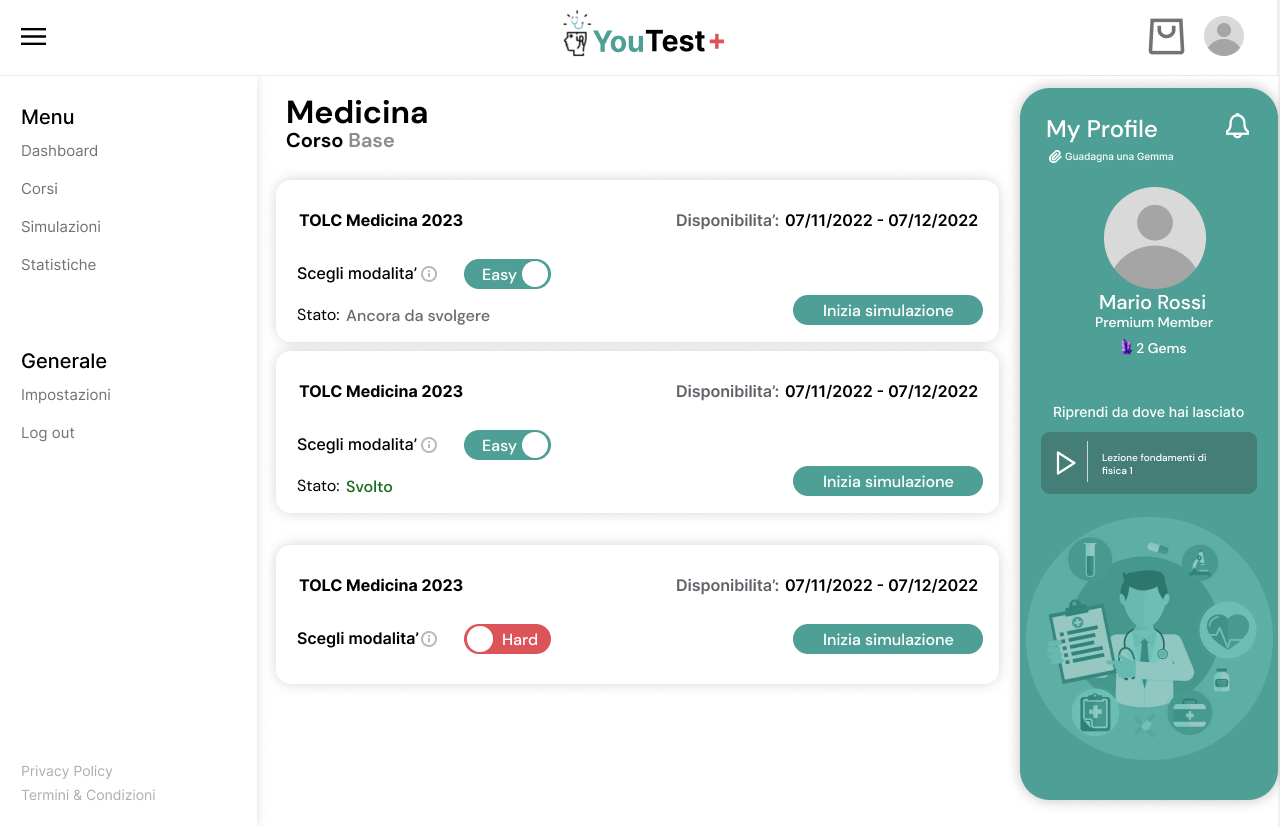 YouTest+
Menu
Dashboard
Corsi
Simulazioni
Statistiche
Generale
Impostazioni
Log out
Privacy Policy
Termini & Condizioni
Medicina
Corso Base
TOLC Medicina 2023
Disponibilita’: 07/11/2022 - 07/12/2022
Scegli modalita’
Easy
Stato: Ancora da svolgere
Inizia simulazione
TOLC Medicina 2023
Disponibilita’: 07/11/2022 - 07/12/2022
Scegli modalita’
Easy
Stato: Svolto
Inizia simulazione
TOLC Medicina 2023
Disponibilita’: 07/11/2022 - 07/12/2022
Scegli modalita’
Hard
Inizia simulazione
My Profile
Guadagna una Gemma
Mario Rossi
Premium Member
2 Gems
Riprendi da dove hai lasciato
Lezione fondamenti di
fisica 1